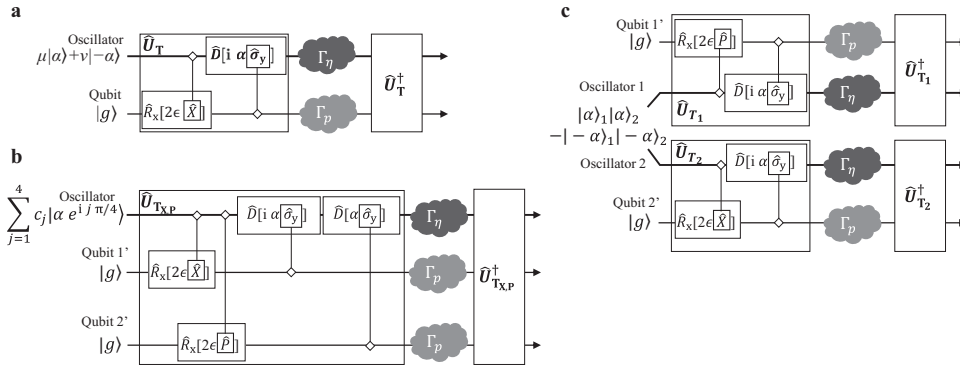 a
Oscillator
μ|α⟩+ν|-α⟩
Û_T
R̂_x[2ϵ X̂ ]
D̂[i α σ̂_y]
Γ_η
Û_T^†
Qubit
|g⟩
Γ_p
b
∑_{j=1}^{4} c_j|α e^{i j π/4}⟩
Oscillator
Û_{T_{X,P}}
R̂_x[2ϵ X̂ ]
R̂_x[2ϵ P̂ ]
D̂[i α σ̂_y]
D̂[α σ̂_y]
Γ_η
Û_{T_{X,P}}^†
Qubit 1'
|g⟩
Γ_p
Qubit 2'
|g⟩
Γ_p
c
Qubit 1'
|g⟩
R̂_x[2ϵ P̂ ]
Γ_p
Oscillator 1
Û_{T_1}
D̂[i α σ̂_y]
Γ_η
Û_{T_1}^†
|α⟩_1|α⟩_2
-|-α⟩_1|-α⟩_2
Oscillator 2
Û_{T_2}
D̂[i α σ̂_y]
Γ_η
Û_{T_2}^†
Qubit 2'
|g⟩
R̂_x[2ϵ X̂ ]
Γ_p